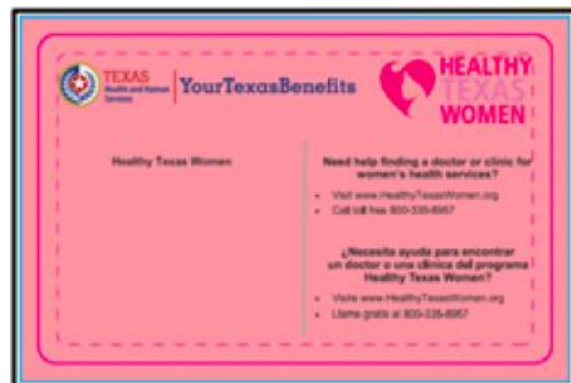 TEXAS
Health and Human
Services
YourTexasBenefits
HEALTHY
TEXAS
WOMEN
Healthy Texas Women
Need help finding a doctor or clinic for
women's health services?
• Visit www.HealthyTexasWomen.org
• Call toll free 800-335-8957
¿Necesita ayuda para encontrar
un doctor o una clínica del programa
Healthy Texas Women?
• Visite www.HealthyTexasWomen.org
• Llame gratis al 800-335-8957